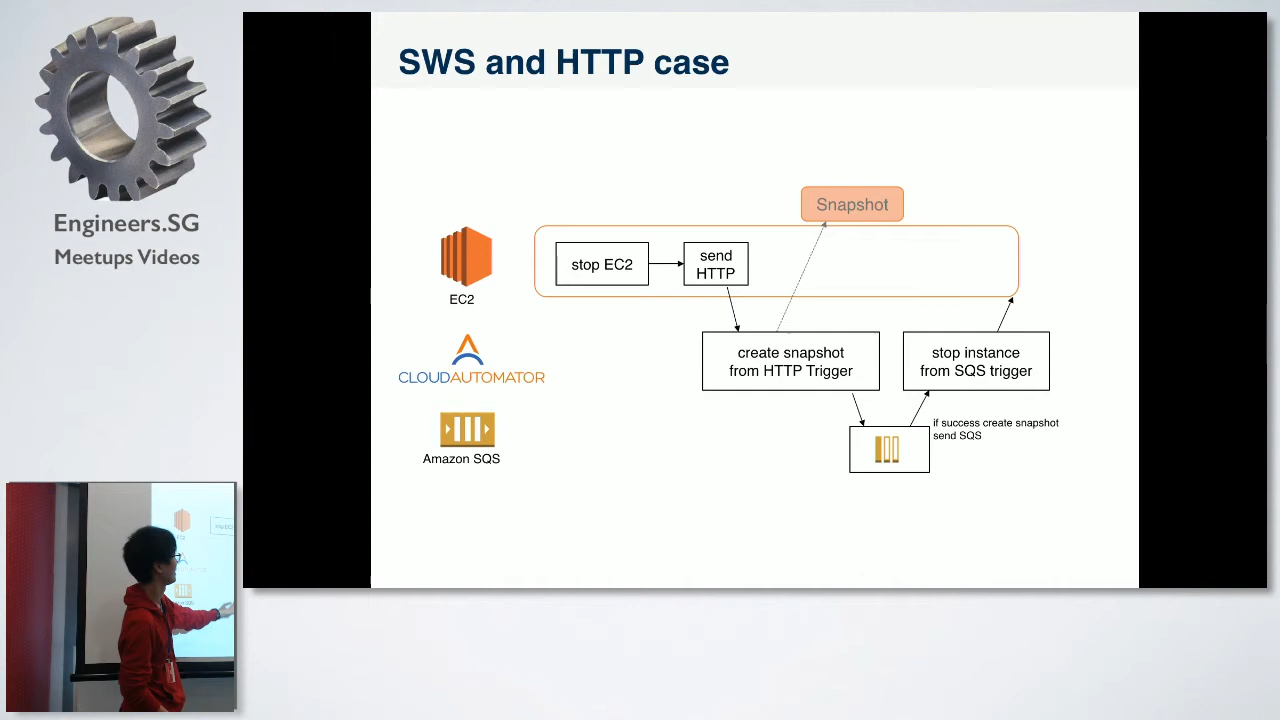 SWS and HTTP case
Engineers.SG
Meetups Videos
Snapshot
stop EC2
send
HTTP
EC2
create snapshot
from HTTP Trigger
stop instance
from SQS trigger
CLOUDAUTOMATOR
if success create snapshot
send SQS
Amazon SQS